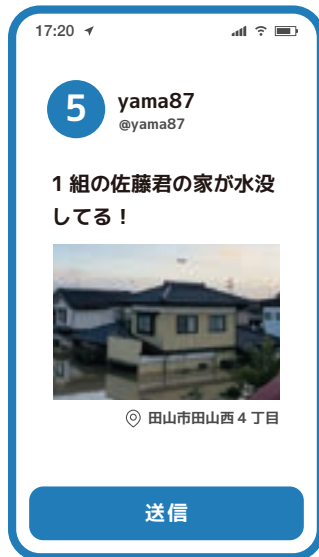 17:20
5
yama87
@yama87
1組の佐藤君の家が水没
してる！
田山市田山西4丁目
送信